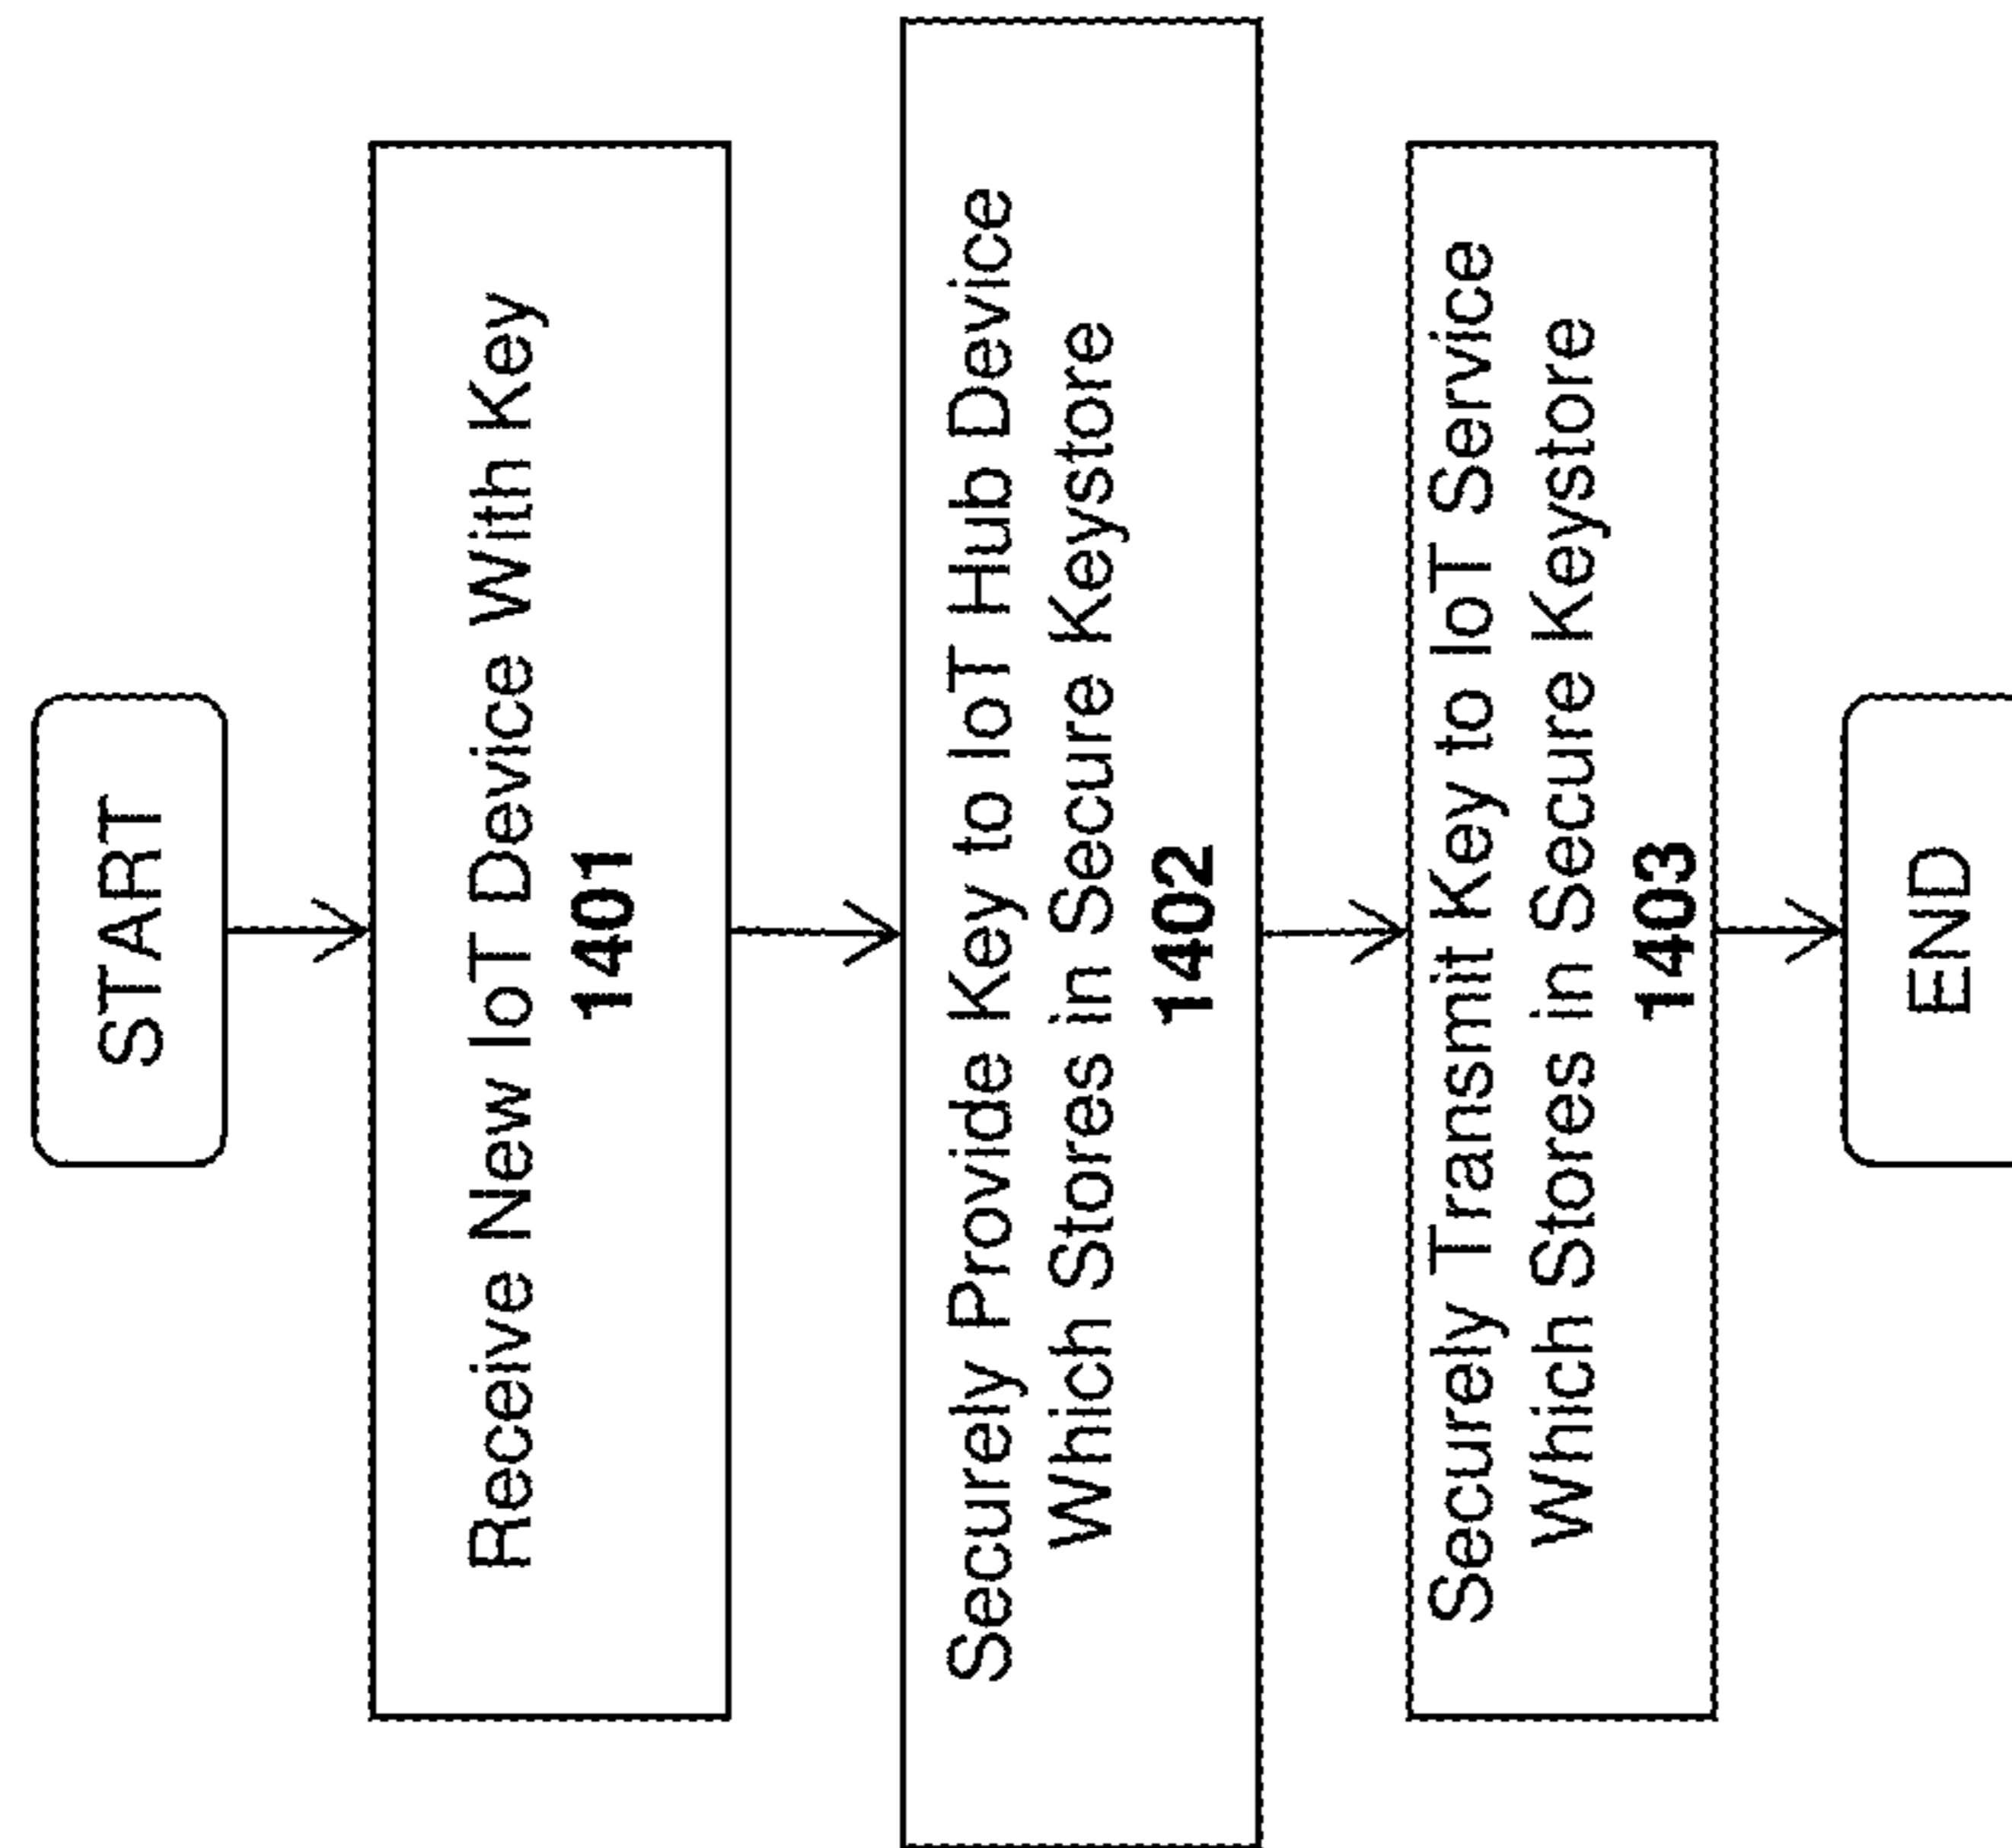 START
Receive New IoT Device With Key
1401
Securely Provide Key to IoT Hub Device
Which Stores in Secure Keystore
1402
Securely Transmit Key to IoT Service
Which Stores in Secure Keystore
1403
END